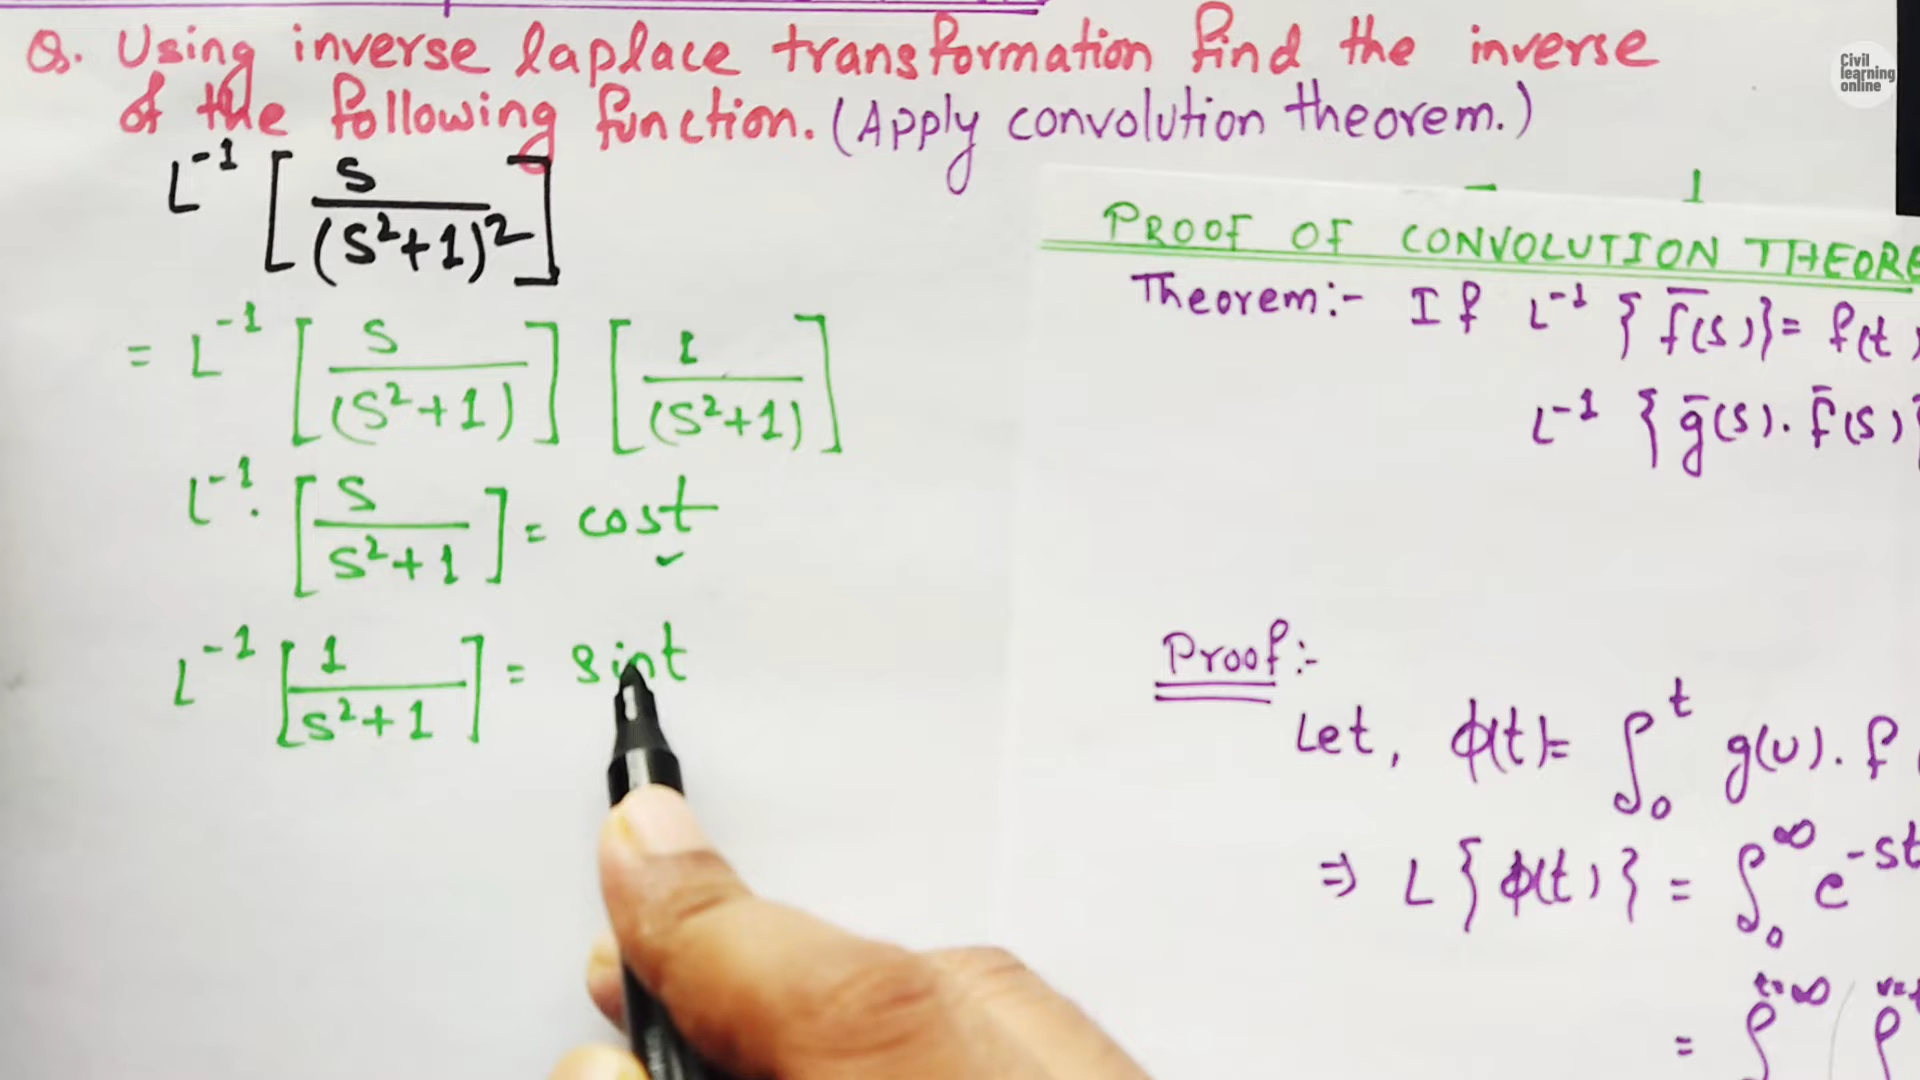 Q. Using inverse laplace transformation find the inverse
of the following function. (Apply convolution theorem.)
L⁻¹ [ s / (s²+1)² ]
= L⁻¹ [ s / (s²+1) ] [ 1 / (s²+1) ]
L⁻¹. [ s / s²+1 ] = cost
L⁻¹ [ 1 / s²+1 ] = sint
Civil
learning
online
PROOF OF CONVOLUTION THEORE
Theorem:- If L⁻¹ { f̄(s) } = f(t)
L⁻¹ { ḡ(s). f̄(s) }
Proof:-
Let, φ(t) = ∫₀ᵗ g(u). f
⇒ L { φ(t) } = ∫₀^∞ e^-st
= ∫^t=∞ ∫